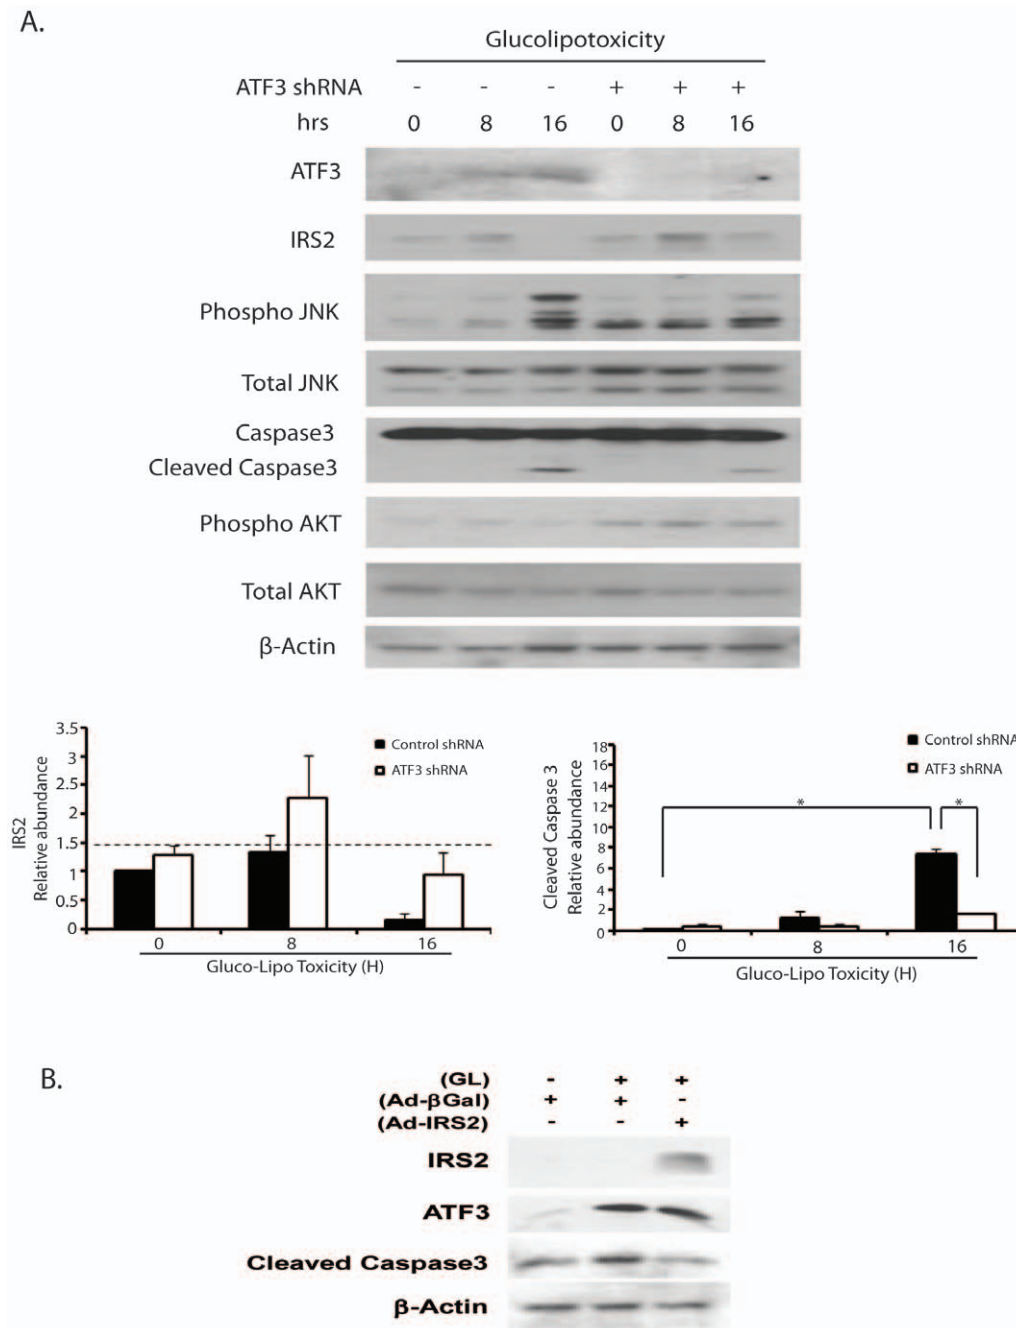 A.
Glucolipotoxicity
ATF3 shRNA - - - + + +
hrs 0 8 16 0 8 16
ATF3
IRS2
Phospho JNK
Total JNK
Caspase3
Cleaved Caspase3
Phospho AKT
Total AKT
β-Actin
IRS2
Relative abundance
3.5
3
2.5
2
1.5
1
0.5
0
Control shRNA
ATF3 shRNA
0 8 16
Gluco-Lipo Toxicity (H)
Cleaved Caspase 3
Relative abundance
18
16
14
12
10
8
6
4
2
0
Control shRNA
ATF3 shRNA
* *
0 8 16
Gluco-Lipo Toxicity (H)
B.
(GL) - + +
(Ad-βGal) + + -
(Ad-IRS2) - - +
IRS2
ATF3
Cleaved Caspase3
β-Actin